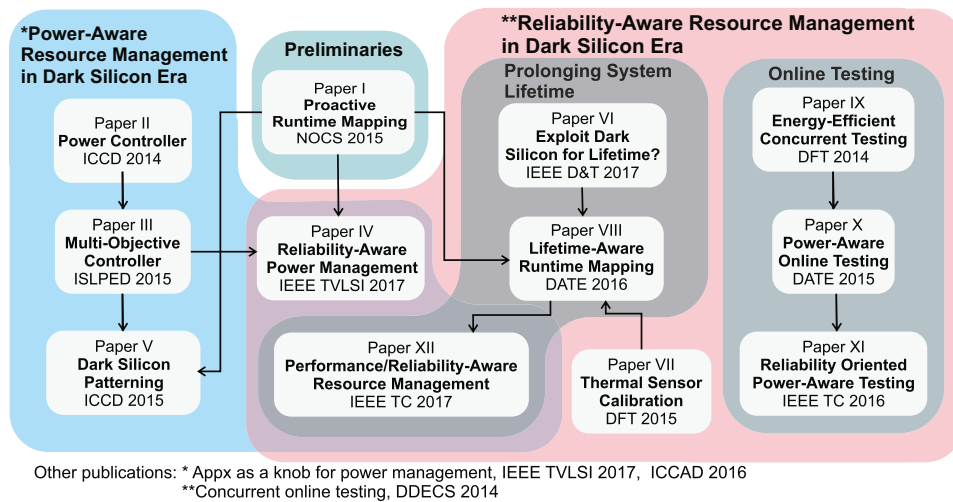 *Power-Aware
Resource Management
in Dark Silicon Era
Preliminaries
**Reliability-Aware Resource Management
in Dark Silicon Era
Prolonging System
Lifetime
Online Testing
Paper I
Proactive
Runtime Mapping
NOCS 2015
Paper II
Power Controller
ICCD 2014
Paper VI
Exploit Dark
Silicon for Lifetime?
IEEE D&T 2017
Paper IX
Energy-Efficient
Concurrent Testing
DFT 2014
Paper III
Multi-Objective
Controller
ISLPED 2015
Paper IV
Reliability-Aware
Power Management
IEEE TVLSI 2017
Paper VIII
Lifetime-Aware
Runtime Mapping
DATE 2016
Paper X
Power-Aware
Online Testing
DATE 2015
Paper V
Dark Silicon
Patterning
ICCD 2015
Paper XII
Performance/Reliability-Aware
Resource Management
IEEE TC 2017
Paper VII
Thermal Sensor
Calibration
DFT 2015
Paper XI
Reliability Oriented
Power-Aware Testing
IEEE TC 2016
Other publications: * Appx as a knob for power management, IEEE TVLSI 2017, ICCAD 2016
**Concurrent online testing, DDECS 2014